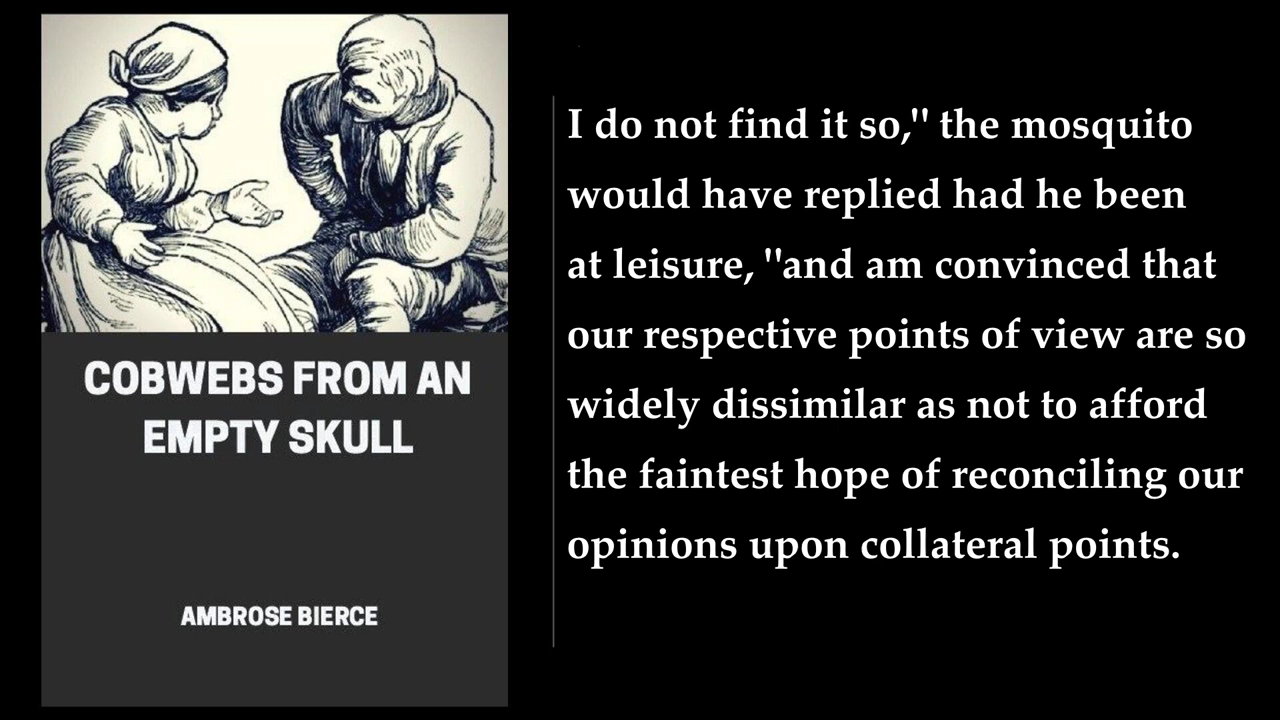 COBWEBS FROM AN
EMPTY SKULL
AMBROSE BIERCE
I do not find it so," the mosquito
would have replied had he been
at leisure, "and am convinced that
our respective points of view are so
widely dissimilar as not to afford
the faintest hope of reconciling our
opinions upon collateral points.